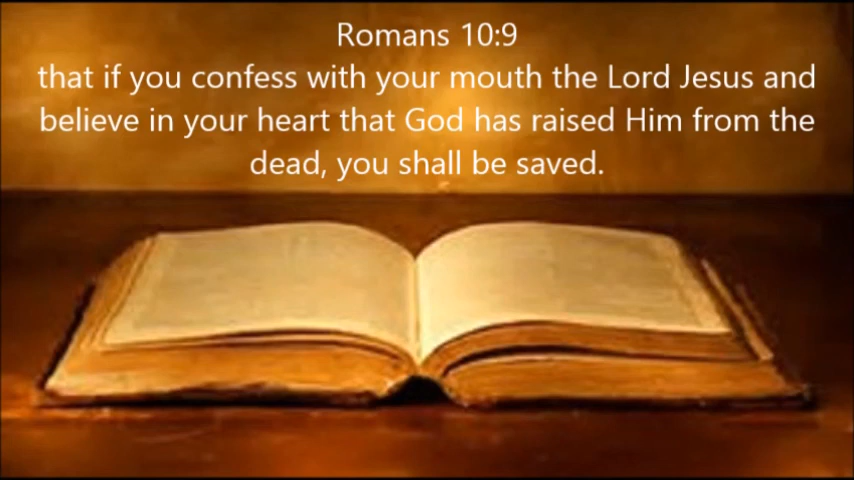 Romans 10:9
that if you confess with your mouth the Lord Jesus and
believe in your heart that God has raised Him from the
dead, you shall be saved.